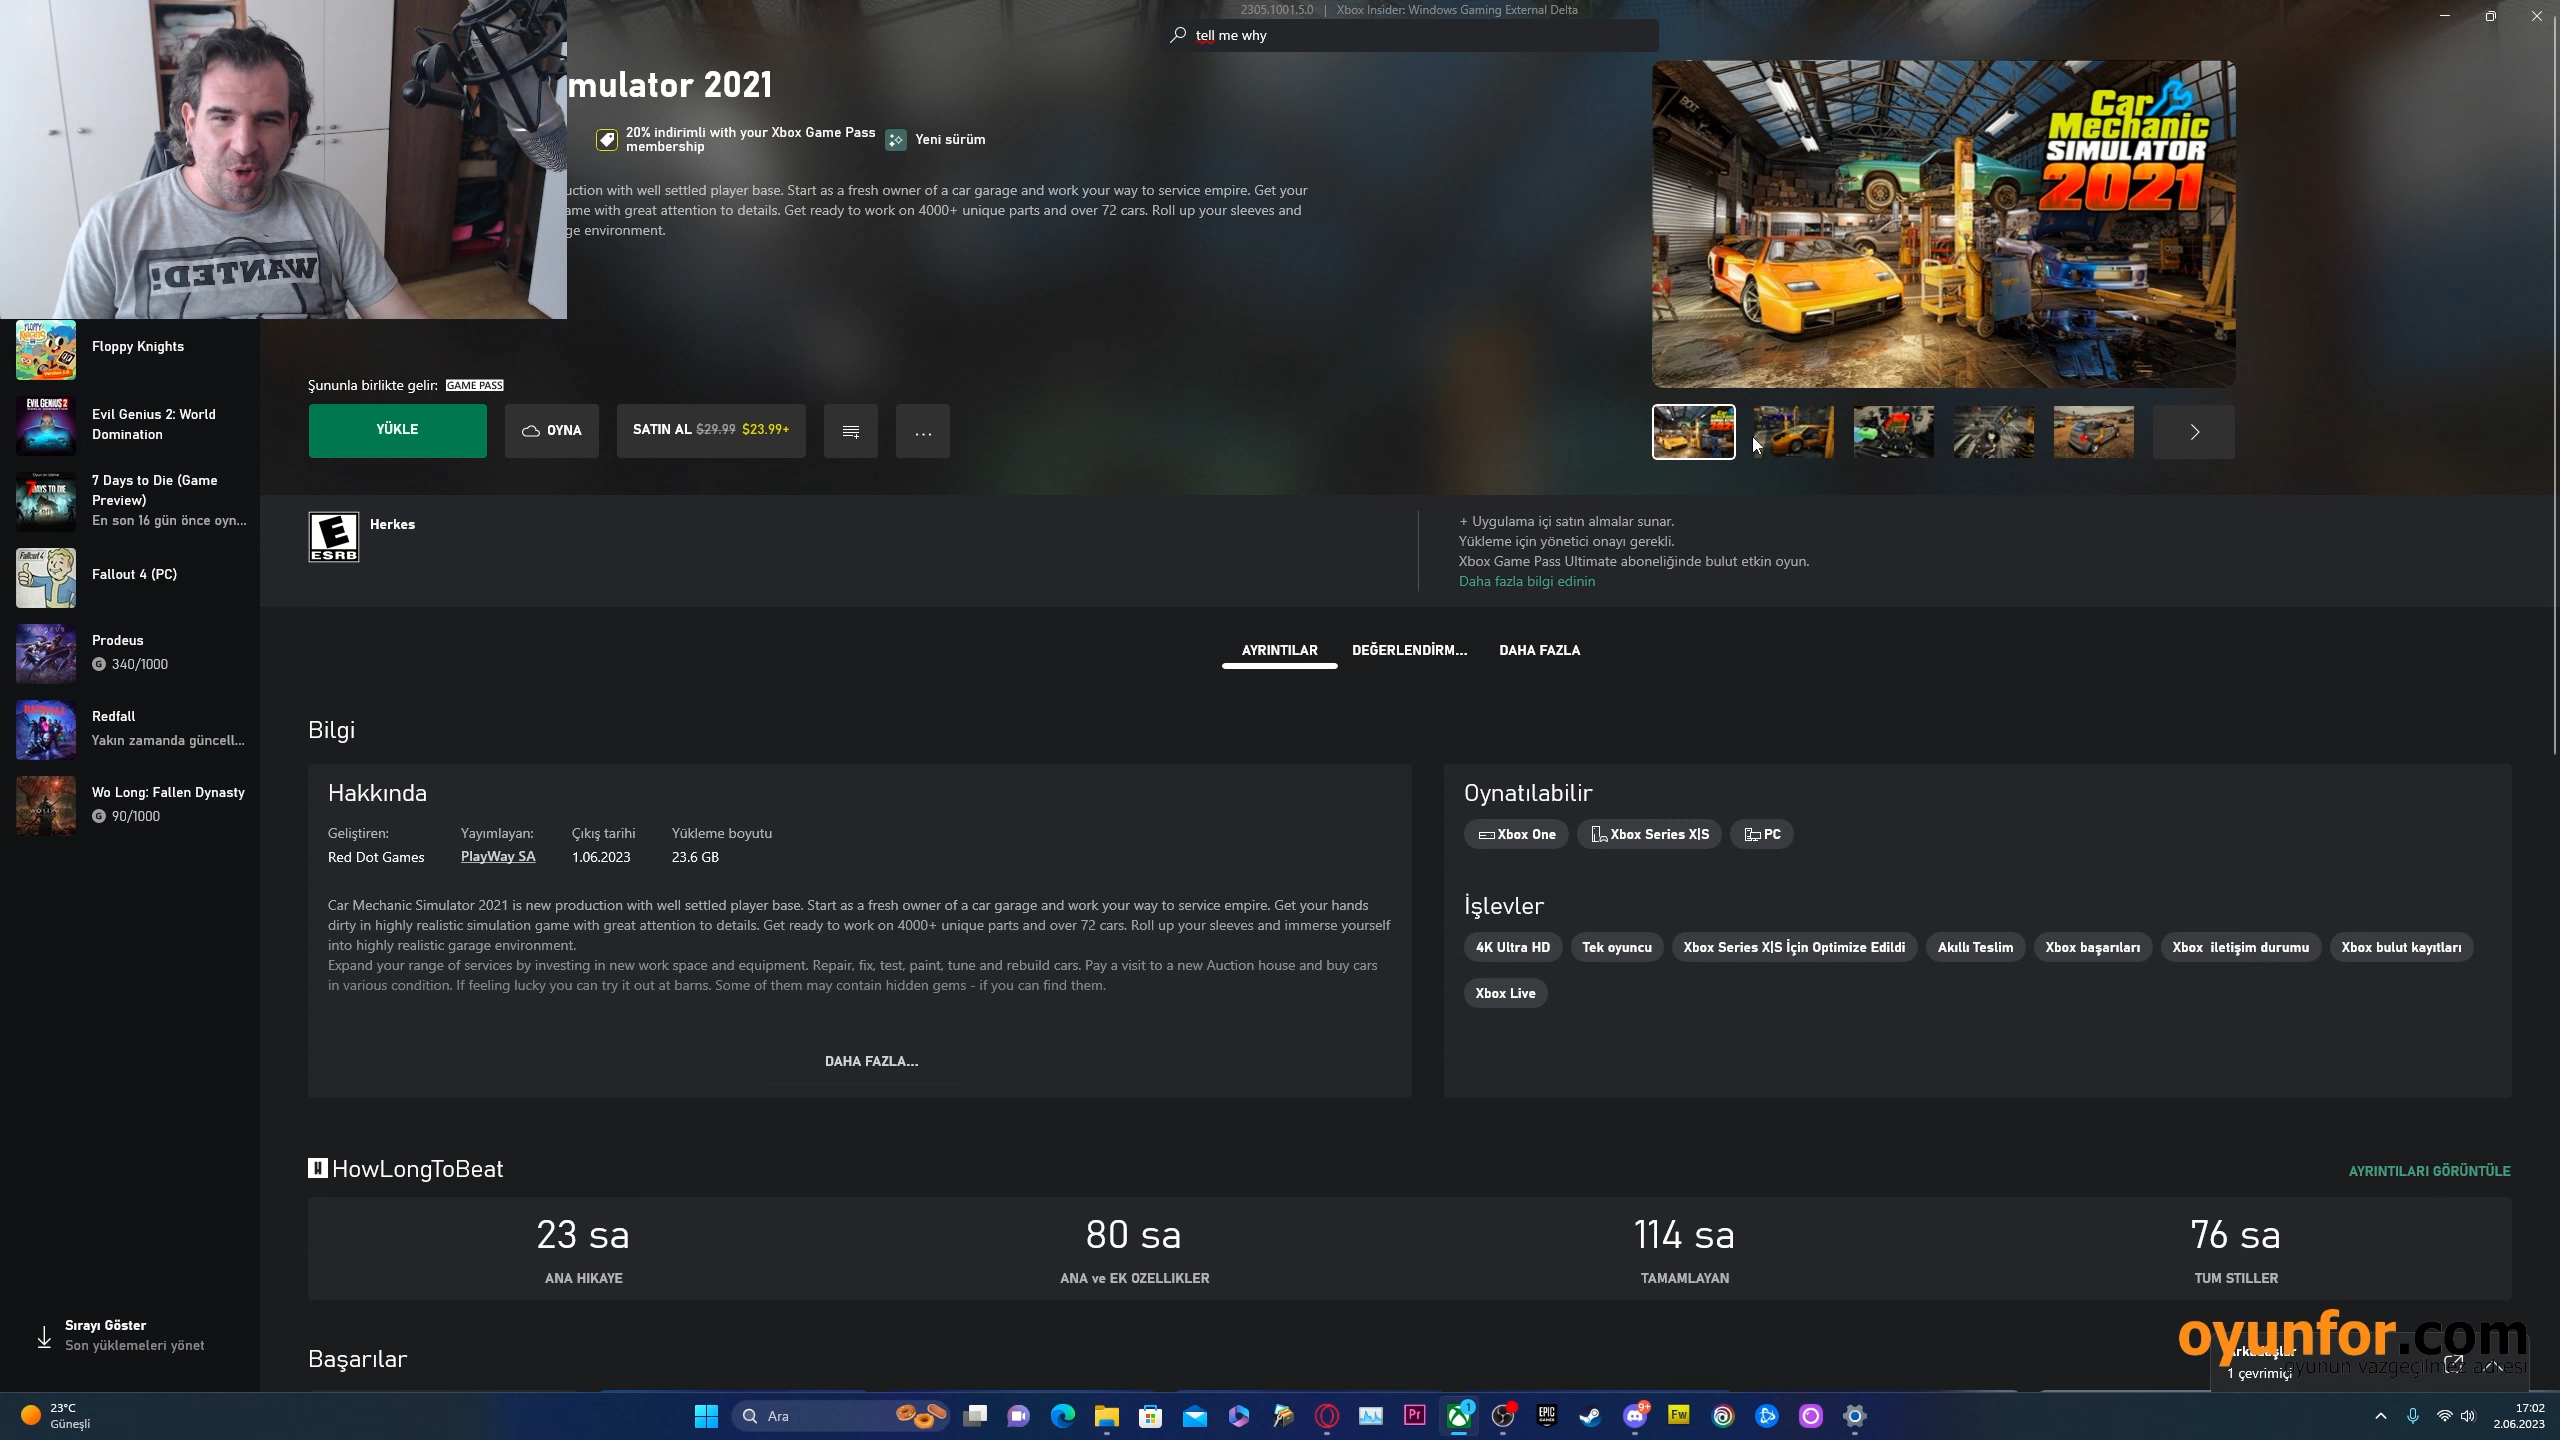 2305.1001.5.0 | Xbox Insider: Windows Gaming External Delta
tell me why
mulator 2021
20% indirimli with your Xbox Game Pass
membership
Yeni sürüm
uction with well settled player base. Start as a fresh owner of a car garage and work your way to service empire. Get your
ame with great attention to details. Get ready to work on 4000+ unique parts and over 72 cars. Roll up your sleeves and
ge environment.
Car
Mechanic
SIMULATOR
2021
WANTED!
Şununla birlikte gelir: GAME PASS
YÜKLE
OYNA
SATIN AL $29.99 $23.99+
...
Floppy Knights
Evil Genius 2: World
Domination
7 Days to Die (Game
Preview)
En son 16 gün önce oyn...
Fallout 4 (PC)
Prodeus
G 340/1000
Redfall
Yakın zamanda güncell...
Wo Long: Fallen Dynasty
G 90/1000
E
ESRB
Herkes
+ Uygulama içi satın almalar sunar.
Yükleme için yönetici onayı gerekli.
Xbox Game Pass Ultimate aboneliğinde bulut etkin oyun.
Daha fazla bilgi edinin
AYRINTILAR
DEĞERLENDİRM...
DAHA FAZLA
Bilgi
Hakkında
Geliştiren: Yayımlayan: Çıkış tarihi Yükleme boyutu
Red Dot Games PlayWay SA 1.06.2023 23.6 GB
Car Mechanic Simulator 2021 is new production with well settled player base. Start as a fresh owner of a car garage and work your way to service empire. Get your hands
dirty in highly realistic simulation game with great attention to details. Get ready to work on 4000+ unique parts and over 72 cars. Roll up your sleeves and immerse yourself
into highly realistic garage environment.
Expand your range of services by investing in new work space and equipment. Repair, fix, test, paint, tune and rebuild cars. Pay a visit to a new Auction house and buy cars
in various condition. If feeling lucky you can try it out at barns. Some of them may contain hidden gems - if you can find them.
DAHA FAZLA...
Oynatılabilir
Xbox One
Xbox Series X|S
PC
İşlevler
4K Ultra HD
Tek oyuncu
Xbox Series X|S İçin Optimize Edildi
Akıllı Teslim
Xbox başarıları
Xbox iletişim durumu
Xbox bulut kayıtları
Xbox Live
HowLongToBeat
AYRINTILARI GÖRÜNTÜLE
23 sa
ANA HIKAYE
80 sa
ANA ve EK OZELLIKLER
114 sa
TAMAMLAYAN
76 sa
TUM STILLER
Başarılar
Sırayı Göster
Son yüklemeleri yönet
oyunfor.com
oyunun vazgeçilmez adresi
1 çevrimiçi
23°C
Güneşli
Ara
Pr
1
EPIC
GAMES
9+
Fw
17:02
2.06.2023